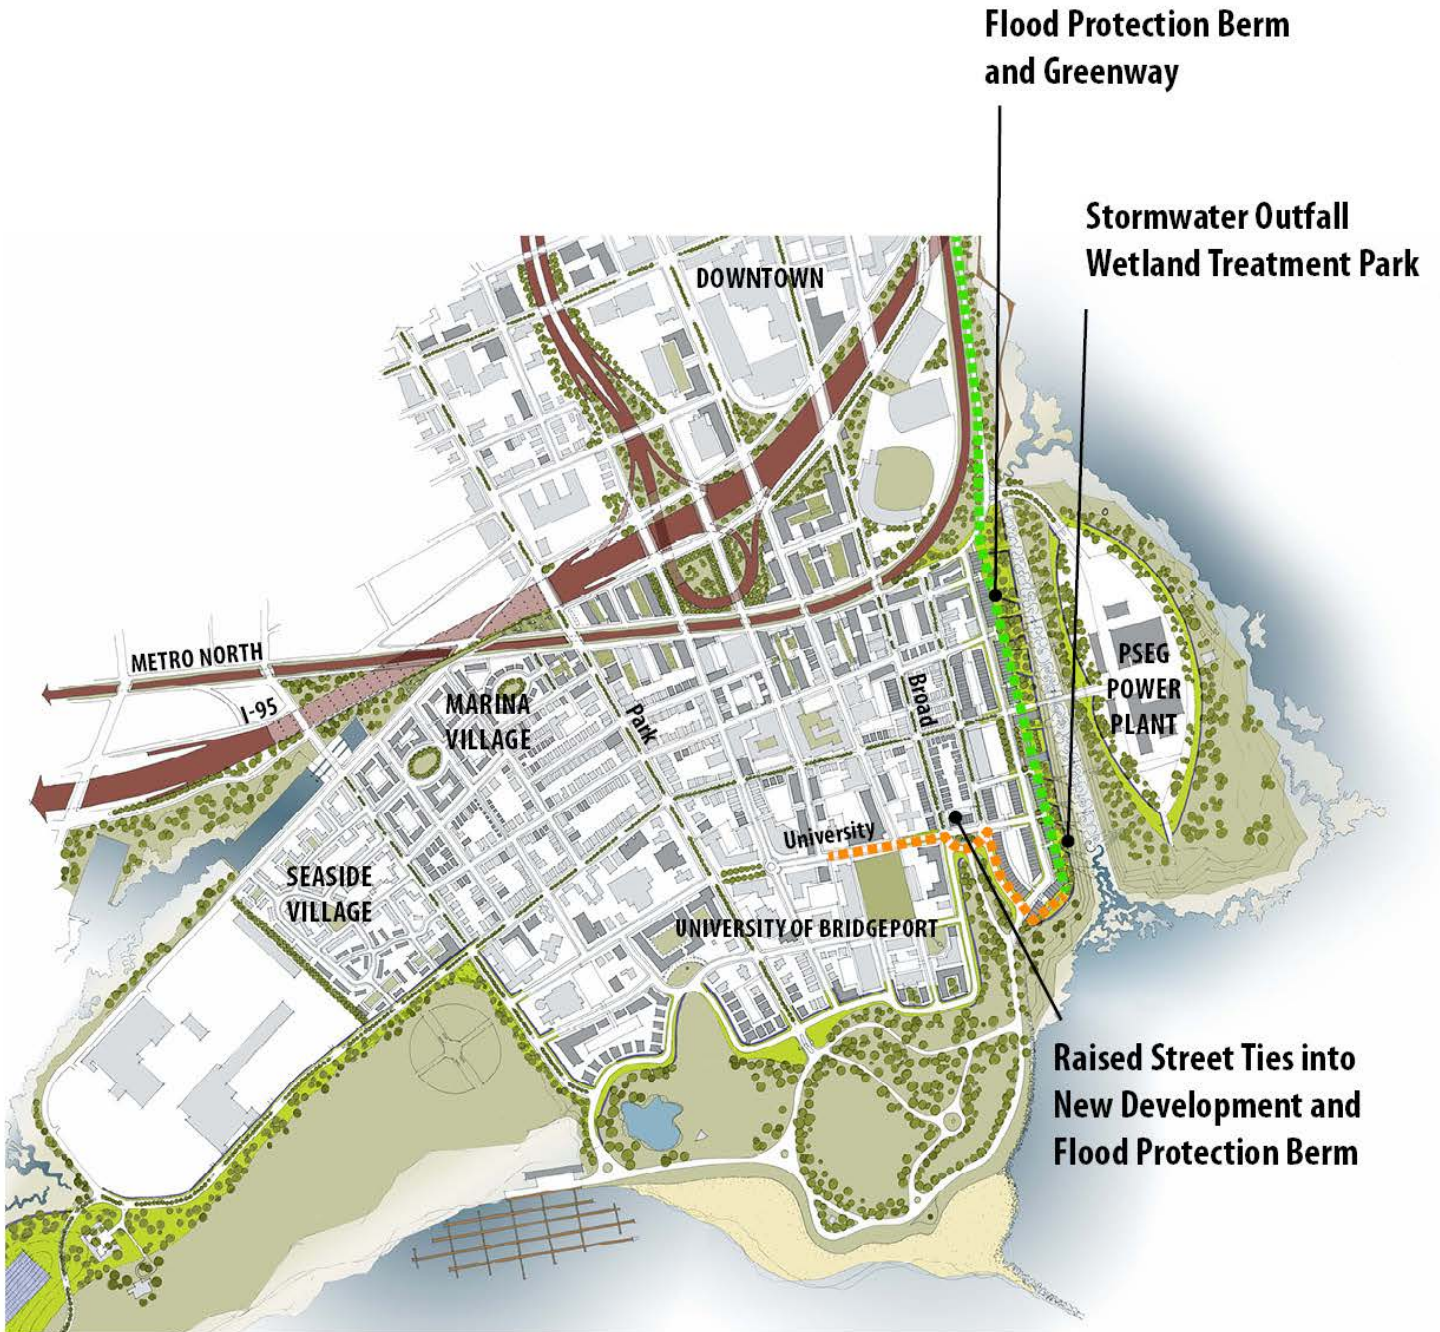 Flood Protection Berm
and Greenway
Stormwater Outfall
Wetland Treatment Park
DOWNTOWN
METRO NORTH
I-95
MARINA
VILLAGE
Park
Broad
PSEG
POWER
PLANT
University
SEASIDE
VILLAGE
UNIVERSITY OF BRIDGEPORT
Raised Street Ties into
New Development and
Flood Protection Berm